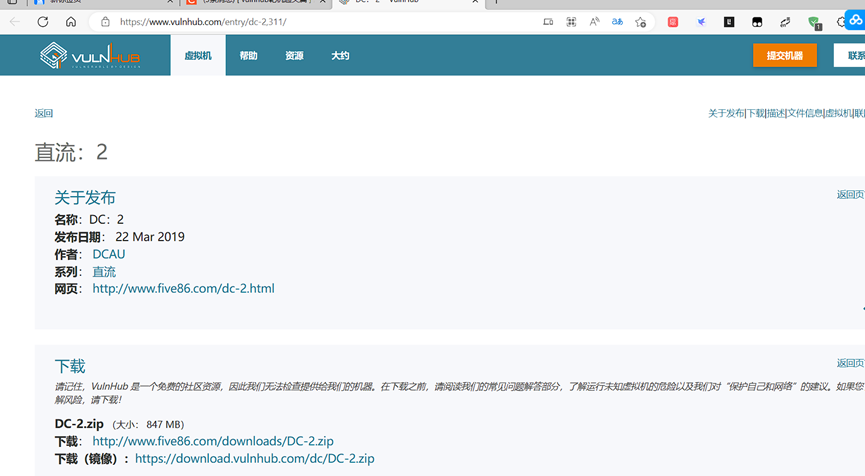 https://www.vulnhub.com/entry/dc-2,311/
VULNHUB
虚拟机 帮助 资源 大约 提交机器 联系
返回
关于发布|下载|描述|文件信息|虚拟机|联
直流：2
关于发布
返回页
名称：DC：2
发布日期： 22 Mar 2019
作者： DCAU
系列： 直流
网页： http://www.five86.com/dc-2.html
下载
返回页
请记住，VulnHub 是一个免费的社区资源，因此我们无法检查提供给我们的机器。在下载之前，请阅读我们的常见问题解答部分，了解运行未知虚拟机的危险以及我们对“保护自己和网络”的建议。如果您
解风险，请下载！
DC-2.zip （大小： 847 MB）
下载： http://www.five86.com/downloads/DC-2.zip
下载（镜像）： https://download.vulnhub.com/dc/DC-2.zip